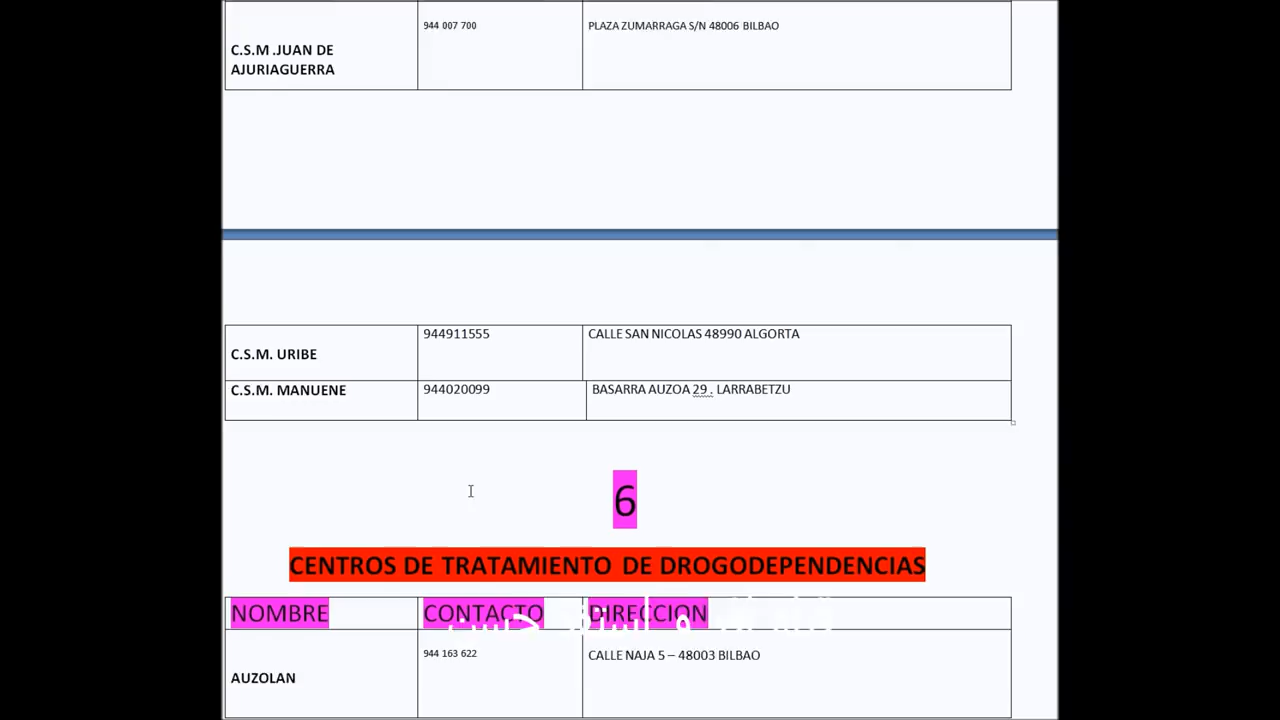 944 007 700
PLAZA ZUMARRAGA S/N 48006 BILBAO
C.S.M .JUAN DE
AJURIAGUERRA
C.S.M. URIBE
944911555
CALLE SAN NICOLAS 48990 ALGORTA
C.S.M. MANUENE
944020099
BASARRA AUZOA 29 . LARRABETZU
6
CENTROS DE TRATAMIENTO DE DROGODEPENDENCIAS
NOMBRE
CONTACTO
DIRECCION
AUZOLAN
944 163 622
CALLE NAJA 5 – 48003 BILBAO